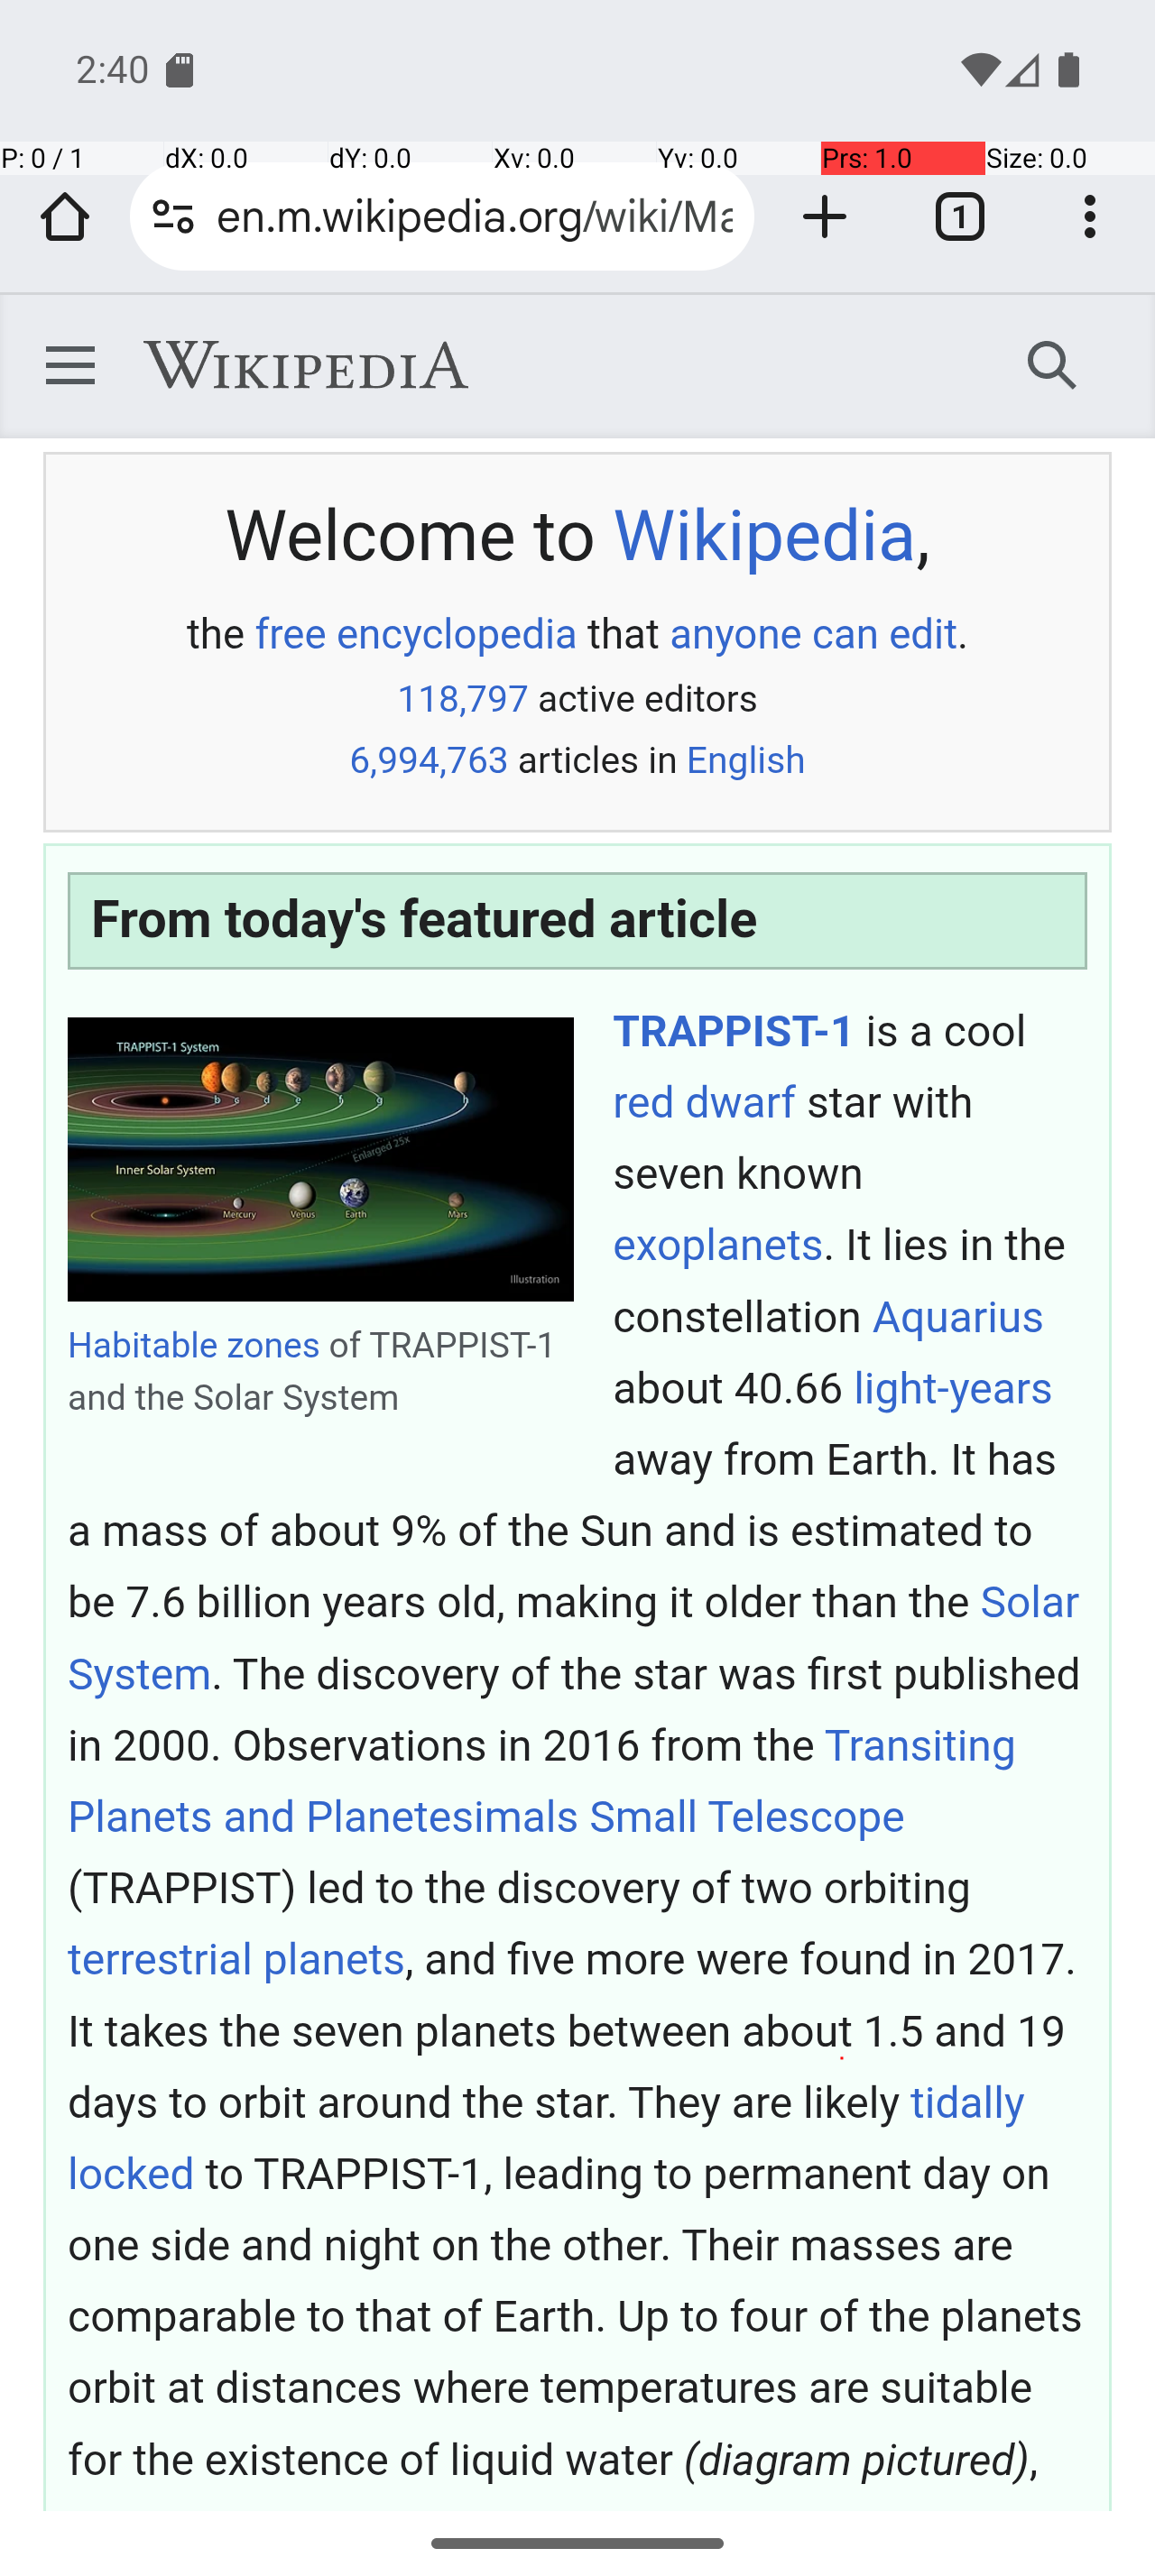 2:40
P: 0 / 1 dX: 0.0 dY: 0.0 Xv: 0.0 Yv: 0.0 Prs: 1.0 Size: 0.0
en.m.wikipedia.org/wiki/Ma
1
WIKIPEDIA
Welcome to Wikipedia,
the free encyclopedia that anyone can edit.
118,797 active editors
6,994,763 articles in English
From today's featured article
TRAPPIST-1 System
b c d e f g h
Enlarged 25x
Inner Solar System
Mercury Venus Earth Mars
Illustration
Habitable zones of TRAPPIST-1
and the Solar System
TRAPPIST-1 is a cool
red dwarf star with
seven known
exoplanets. It lies in the
constellation Aquarius
about 40.66 light-years
away from Earth. It has
a mass of about 9% of the Sun and is estimated to
be 7.6 billion years old, making it older than the Solar
System. The discovery of the star was first published
in 2000. Observations in 2016 from the Transiting
Planets and Planetesimals Small Telescope
(TRAPPIST) led to the discovery of two orbiting
terrestrial planets, and five more were found in 2017.
It takes the seven planets between about 1.5 and 19
days to orbit around the star. They are likely tidally
locked to TRAPPIST-1, leading to permanent day on
one side and night on the other. Their masses are
comparable to that of Earth. Up to four of the planets
orbit at distances where temperatures are suitable
for the existence of liquid water (diagram pictured),